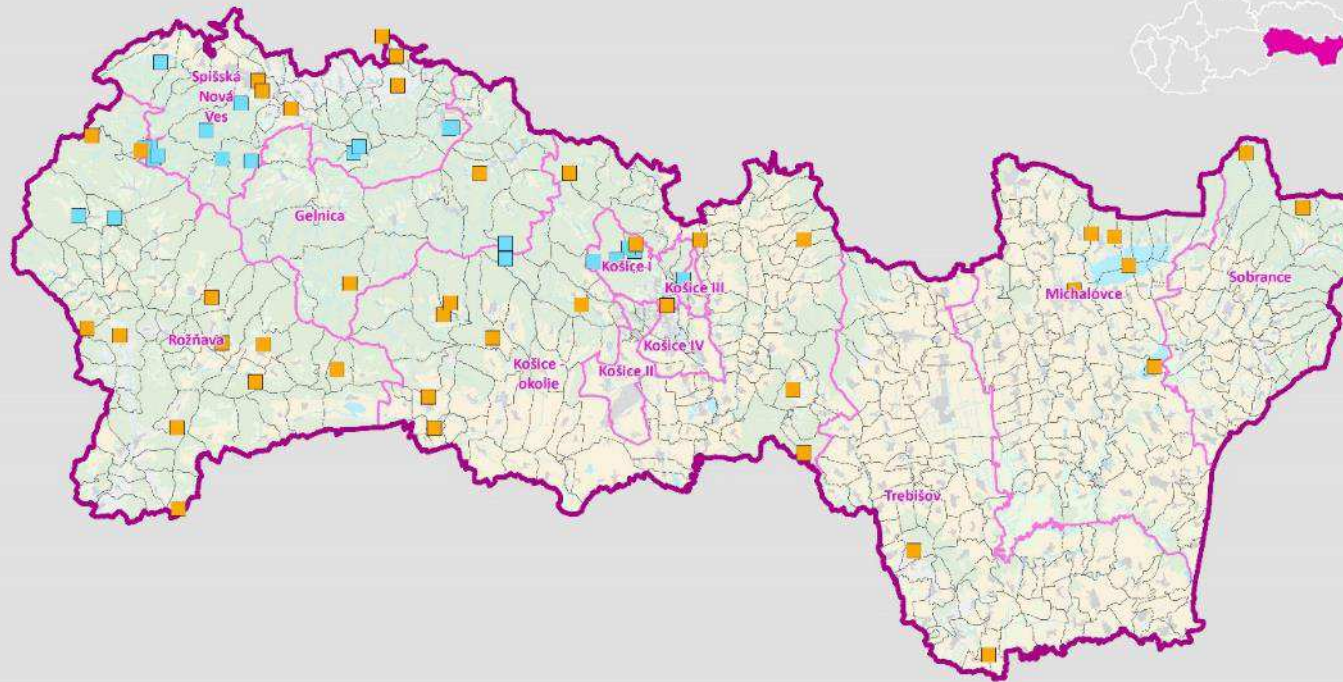 Spišská
Nová
Ves
Gelnica
Košice I
Košice III
Michalovce
Sobrance
Rožňava
Košice IV
Košice -
okolie
Košice II
Trebišov